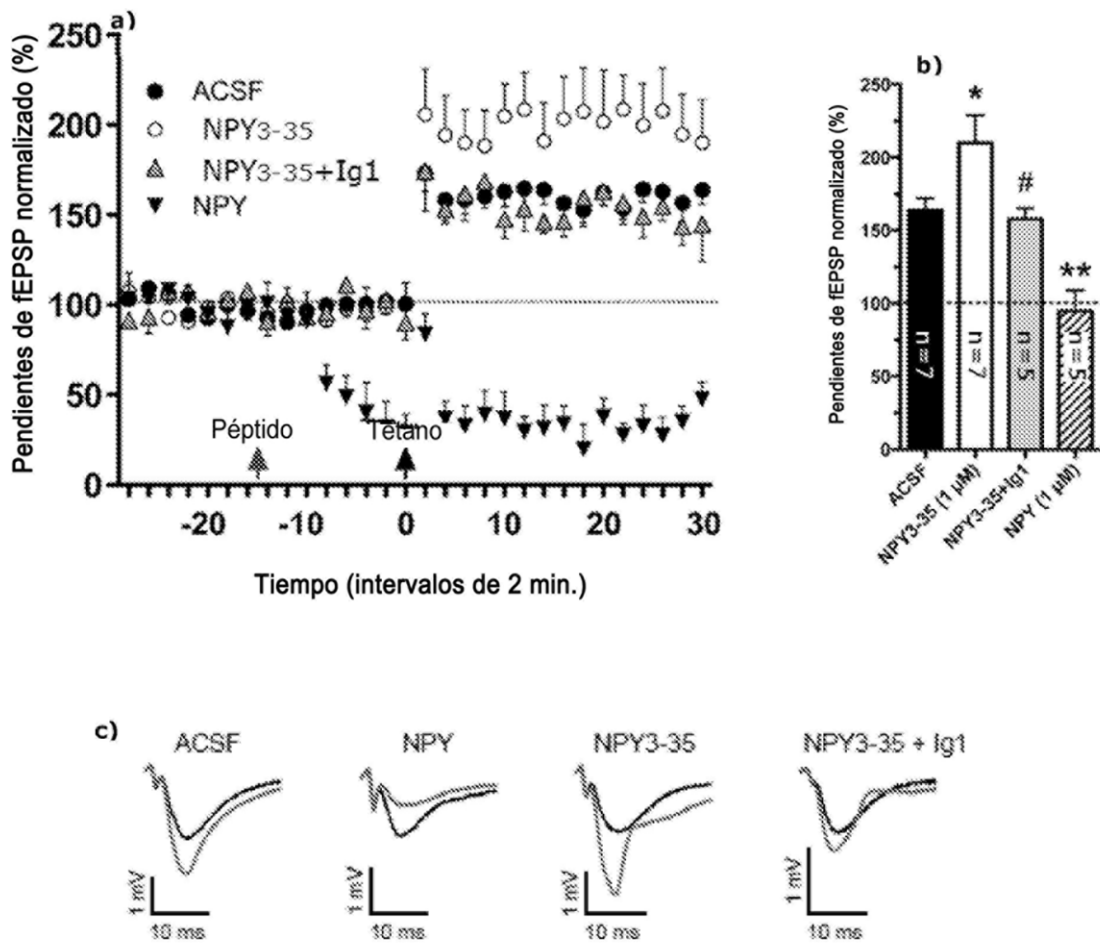 a)
Pendientes de fEPSP normalizado (%)
250
200
150
100
50
0
ACSF
NPY3-35
NPY3-35+Ig1
NPY
Péptido
Tétano
-20
-10
0
10
20
30
Tiempo (intervalos de 2 min.)
b)
Pendientes de fEPSP normalizado (%)
250
200
150
100
50
0
*
#
**
n=7
n=7
n=5
n=5
ACSF
NPY3-35 (1 µM)
NPY3-35+Ig1
NPY (1 µM)
c)
ACSF
NPY
NPY3-35
NPY3-35 + Ig1
1 mV
10 ms
1 mV
10 ms
1 mV
10 ms
1 mV
10 ms